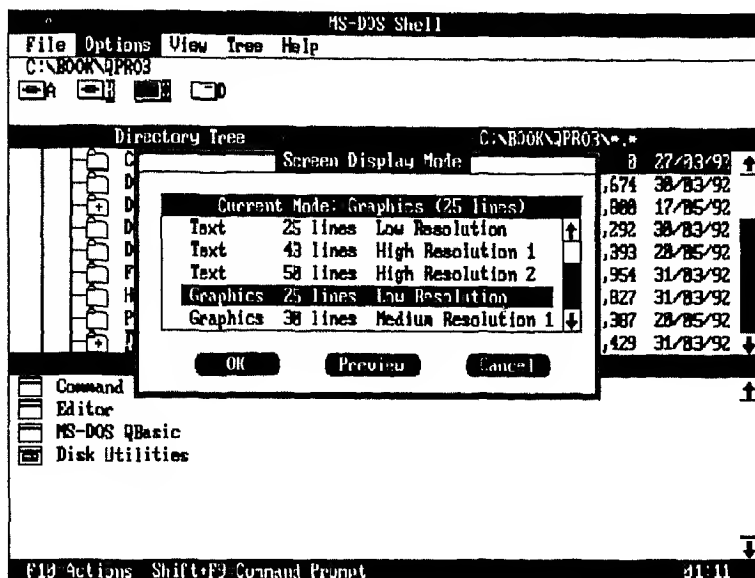 MS-DOS Shell
File Options View Tree Help
C:\BOOK\QPRO3
A D
Directory Tree C:\BOOK\QPRO3\*.*
Screen Display Mode
Current Mode: Graphics (25 lines)
Text 25 lines Low Resolution
Text 43 lines High Resolution 1
Text 50 lines High Resolution 2
Graphics 25 lines Low Resolution
Graphics 30 lines Medium Resolution 1
OK Preview Cancel
C 0 27/03/92
D ,674 30/03/92
D ,808 17/05/92
D ,292 30/03/92
D ,393 28/05/92
F ,954 31/03/92
H ,827 31/03/92
P ,387 28/05/92
,429 31/03/92
Command
Editor
MS-DOS QBasic
Disk Utilities
F10=Actions Shift+F9=Command Prompt 01:11